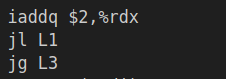 iaddq $2,%rdx
jl L1
jg L3